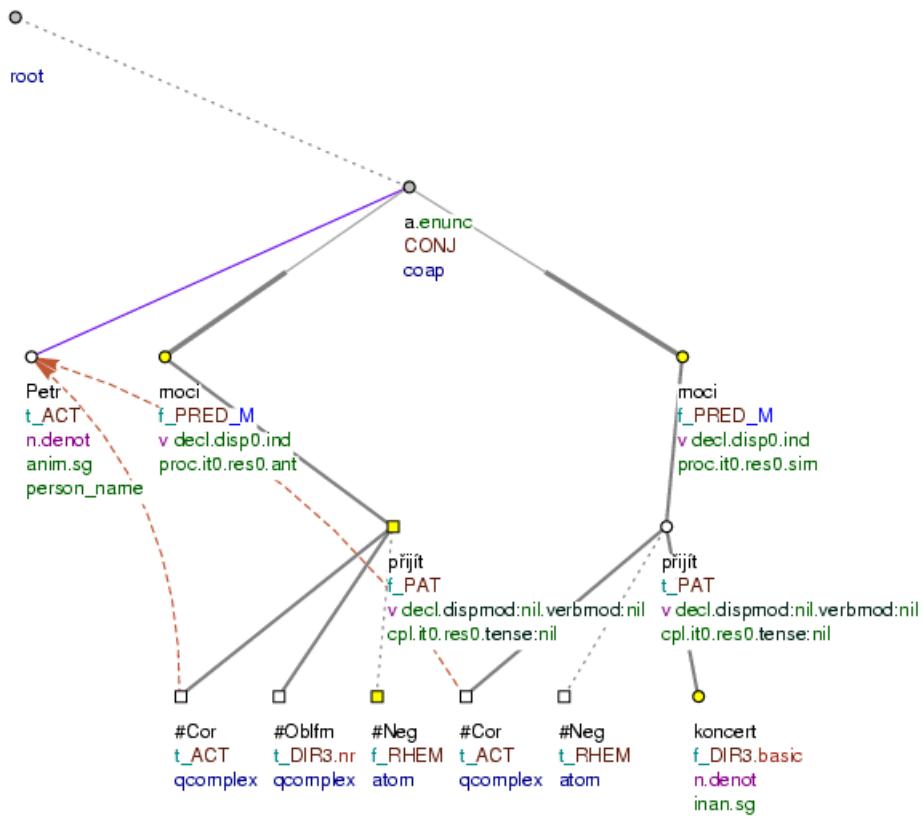 root
a.enunc
CONJ
coap
Petr
t_ACT
n.denot
anim.sg
person_name
moci
f_PRED_M
v decl.disp0.ind
proc.it0.res0.ant
moci
f_PRED_M
v decl.disp0.ind
proc.it0.res0.sim
přijít
f_PAT
v decl.dispmod:nil.verbmod:nil
cpl.it0.res0.tense:nil
přijít
t_PAT
v decl.dispmod:nil.verbmod:nil
cpl.it0.res0.tense:nil
#Cor
t_ACT
qcomplex
#Oblfm
t_DIR3.nr
qcomplex
#Neg
f_RHEM
atom
#Cor
t_ACT
qcomplex
#Neg
t_RHEM
atom
koncert
f_DIR3.basic
n.denot
inan.sg